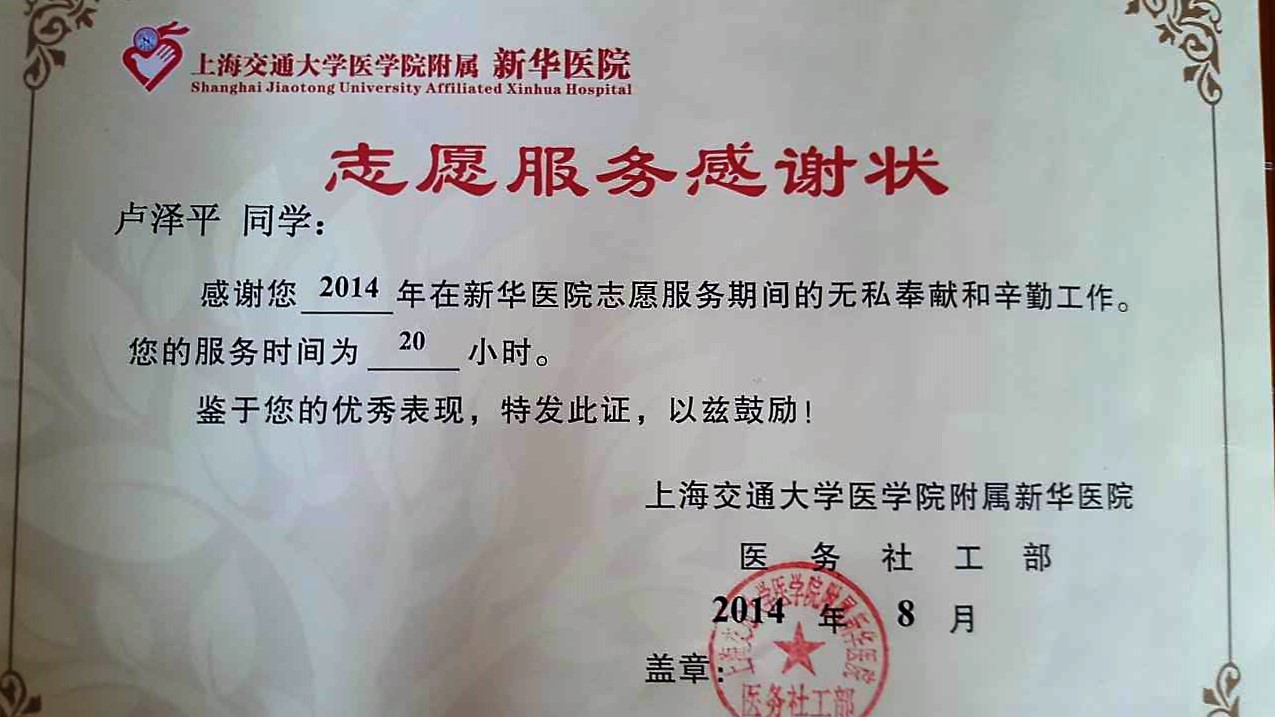 上海交通大学医学院附属 新华医院
Shanghai Jiaotong University Affiliated Xinhua Hospital
志愿服务感谢状
卢泽平 同学：
感谢您 2014 年在新华医院志愿服务期间的无私奉献和辛勤工作。
您的服务时间为 20 小时。
鉴于您的优秀表现，特发此证，以兹鼓励！
上海交通大学医学院附属新华医院
医务社工部
2014 年 8 月
盖章：
上海交通大学医学院附属新华医院
医务社工部